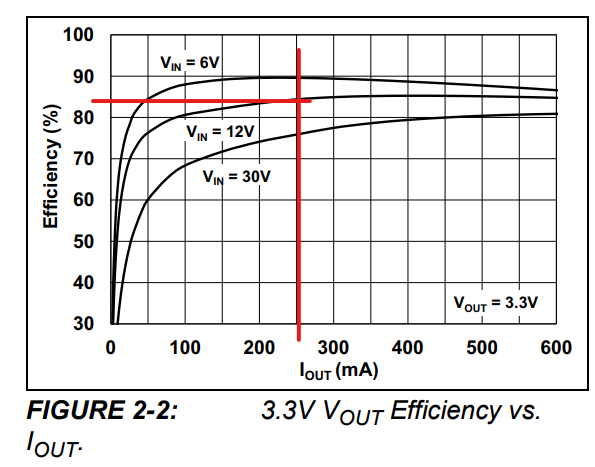 100
90
80
70
60
50
40
30
Efficiency (%)
VIN = 6V
VIN = 12V
VIN = 30V
VOUT = 3.3V
0 100 200 300 400 500 600
IOUT (mA)
FIGURE 2-2: 3.3V VOUT Efficiency vs.
IOUT.